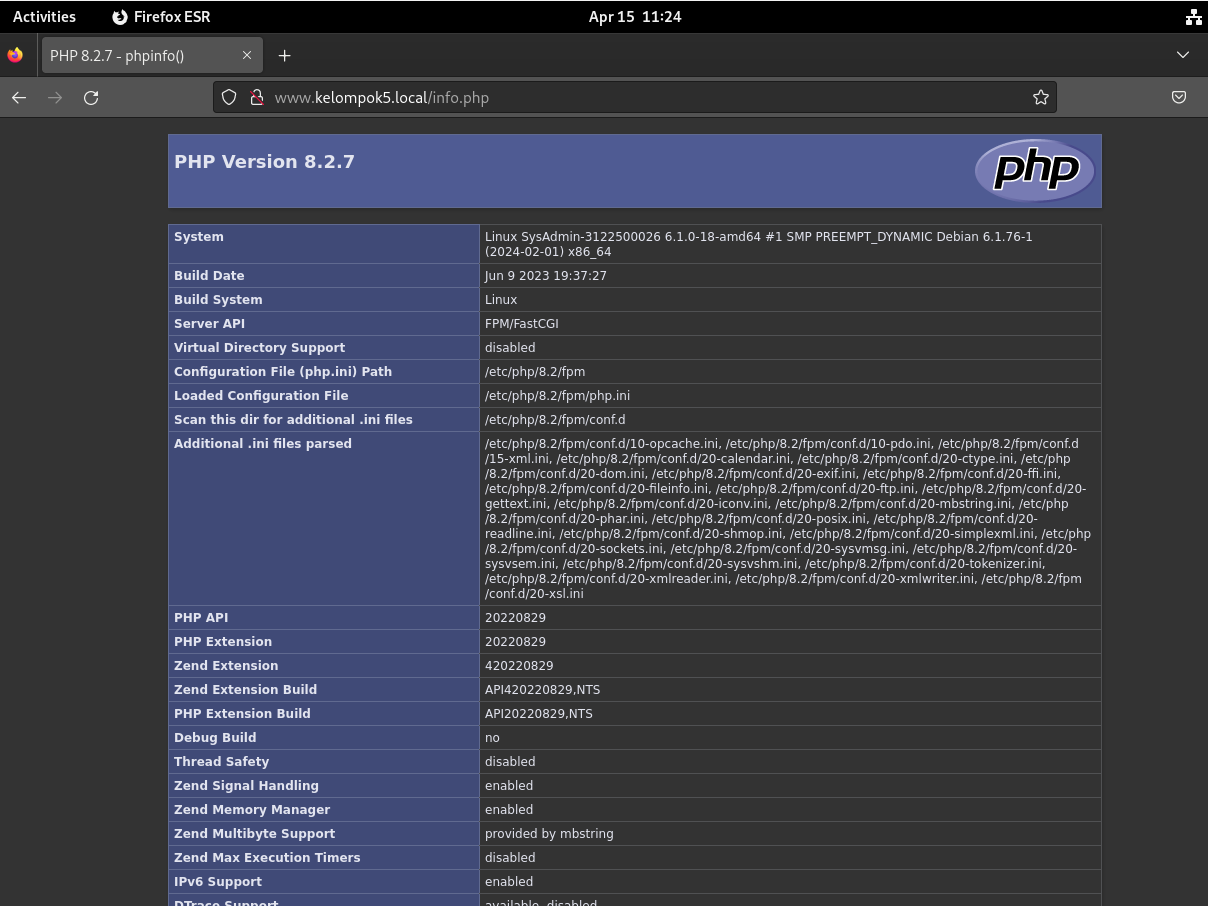 Activities
Firefox ESR
Apr 15 11:24
PHP 8.2.7 - phpinfo()
www.kelompok5.local/info.php
PHP Version 8.2.7
php
System
Linux SysAdmin-3122500026 6.1.0-18-amd64 #1 SMP PREEMPT_DYNAMIC Debian 6.1.76-1
(2024-02-01) x86_64
Build Date
Jun 9 2023 19:37:27
Build System
Linux
Server API
FPM/FastCGI
Virtual Directory Support
disabled
Configuration File (php.ini) Path
/etc/php/8.2/fpm
Loaded Configuration File
/etc/php/8.2/fpm/php.ini
Scan this dir for additional .ini files
/etc/php/8.2/fpm/conf.d
Additional .ini files parsed
/etc/php/8.2/fpm/conf.d/10-opcache.ini, /etc/php/8.2/fpm/conf.d/10-pdo.ini, /etc/php/8.2/fpm/conf.d
/15-xml.ini, /etc/php/8.2/fpm/conf.d/20-calendar.ini, /etc/php/8.2/fpm/conf.d/20-ctype.ini, /etc/php
/8.2/fpm/conf.d/20-dom.ini, /etc/php/8.2/fpm/conf.d/20-exif.ini, /etc/php/8.2/fpm/conf.d/20-ffi.ini,
/etc/php/8.2/fpm/conf.d/20-fileinfo.ini, /etc/php/8.2/fpm/conf.d/20-ftp.ini, /etc/php/8.2/fpm/conf.d/20-
gettext.ini, /etc/php/8.2/fpm/conf.d/20-iconv.ini, /etc/php/8.2/fpm/conf.d/20-mbstring.ini, /etc/php
/8.2/fpm/conf.d/20-phar.ini, /etc/php/8.2/fpm/conf.d/20-posix.ini, /etc/php/8.2/fpm/conf.d/20-
readline.ini, /etc/php/8.2/fpm/conf.d/20-shmop.ini, /etc/php/8.2/fpm/conf.d/20-simplexml.ini, /etc/php
/8.2/fpm/conf.d/20-sockets.ini, /etc/php/8.2/fpm/conf.d/20-sysvmsg.ini, /etc/php/8.2/fpm/conf.d/20-
sysvsem.ini, /etc/php/8.2/fpm/conf.d/20-sysvshm.ini, /etc/php/8.2/fpm/conf.d/20-tokenizer.ini,
/etc/php/8.2/fpm/conf.d/20-xmlreader.ini, /etc/php/8.2/fpm/conf.d/20-xmlwriter.ini, /etc/php/8.2/fpm
/conf.d/20-xsl.ini
PHP API
20220829
PHP Extension
20220829
Zend Extension
420220829
Zend Extension Build
API420220829,NTS
PHP Extension Build
API20220829,NTS
Debug Build
no
Thread Safety
disabled
Zend Signal Handling
enabled
Zend Memory Manager
enabled
Zend Multibyte Support
provided by mbstring
Zend Max Execution Timers
disabled
IPv6 Support
enabled
DTrace Support
available, disabled